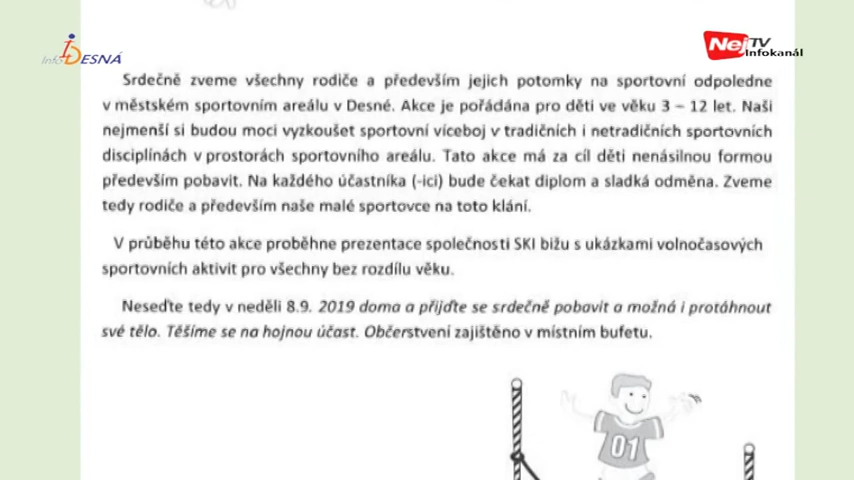 InfoDESNÁ
NejTV
Infokanál
Srdečně zveme všechny rodiče a především jejich potomky na sportovní odpoledne
v městském sportovním areálu v Desné. Akce je pořádána pro děti ve věku 3 – 12 let. Naši
nejmenší si budou moci vyzkoušet sportovní víceboj v tradičních i netradičních sportovních
disciplínách v prostorách sportovního areálu. Tato akce má za cíl děti nenásilnou formou
především pobavit. Na každého účastníka (-ici) bude čekat diplom a sladká odměna. Zveme
tedy rodiče a především naše malé sportovce na toto klání.
V průběhu této akce proběhne prezentace společnosti SKI bižu s ukázkami volnočasových
sportovních aktivit pro všechny bez rozdílu věku.
Neseďte tedy v neděli 8.9. 2019 doma a přijďte se srdečně pobavit a možná i protáhnout
své tělo. Těšíme se na hojnou účast. Občerstvení zajištěno v místním bufetu.
01